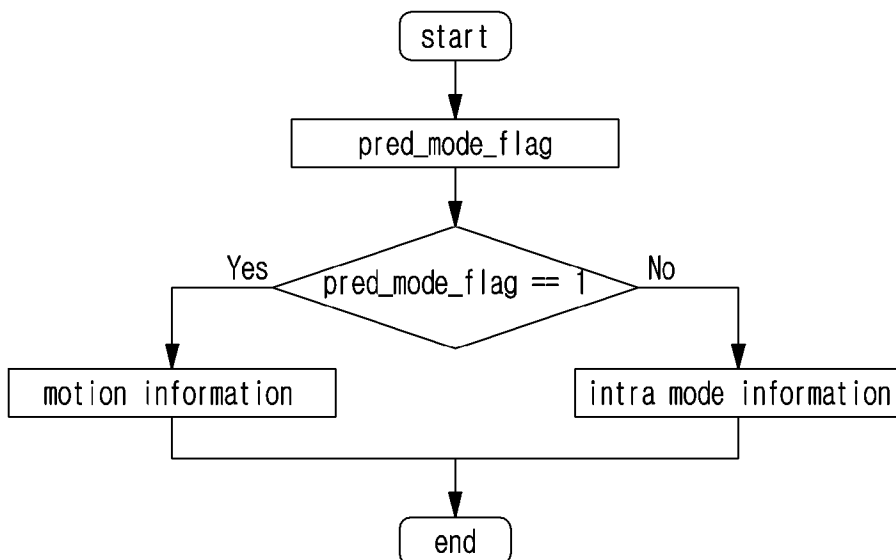 start
pred_mode_flag
Yes
pred_mode_flag == 1
No
motion information
intra mode information
end